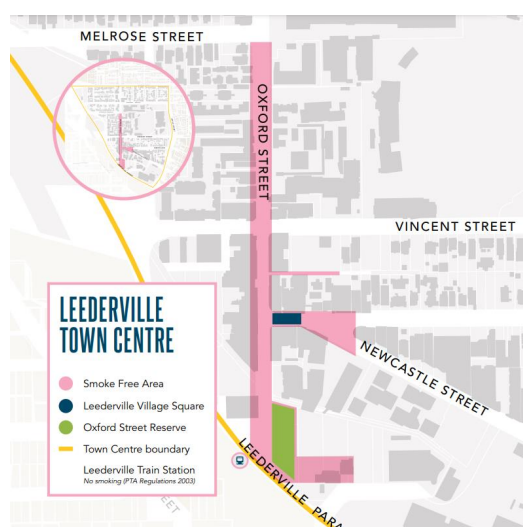 MELROSE STREET
OXFORD STREET
VINCENT STREET
LEEDERVILLE
TOWN CENTRE
Smoke Free Area
Leederville Village Square
Oxford Street Reserve
Town Centre boundary
Leederville Train Station
No smoking (PTA Regulations 2003)
NEWCASTLE STREET
LEEDERVILLE PARA